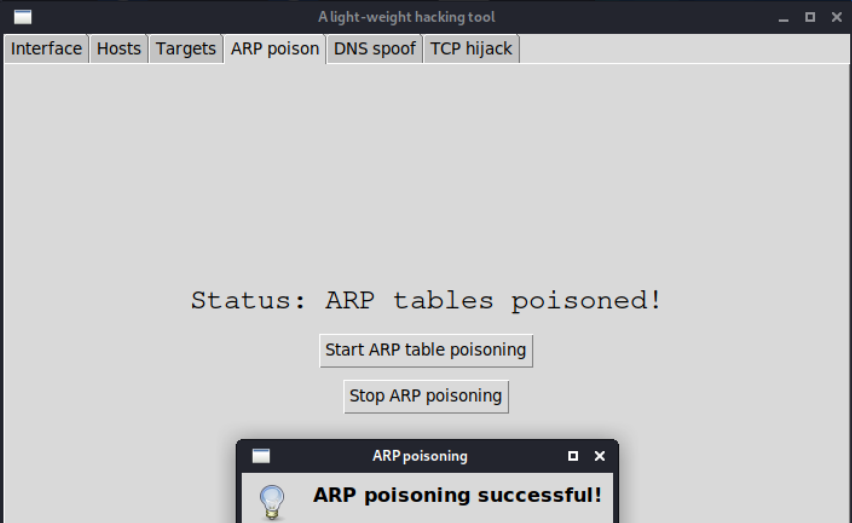 A light-weight hacking tool
Interface Hosts Targets ARP poison DNS spoof TCP hijack
Status: ARP tables poisoned!
Start ARP table poisoning
Stop ARP poisoning
ARP poisoning
ARP poisoning successful!